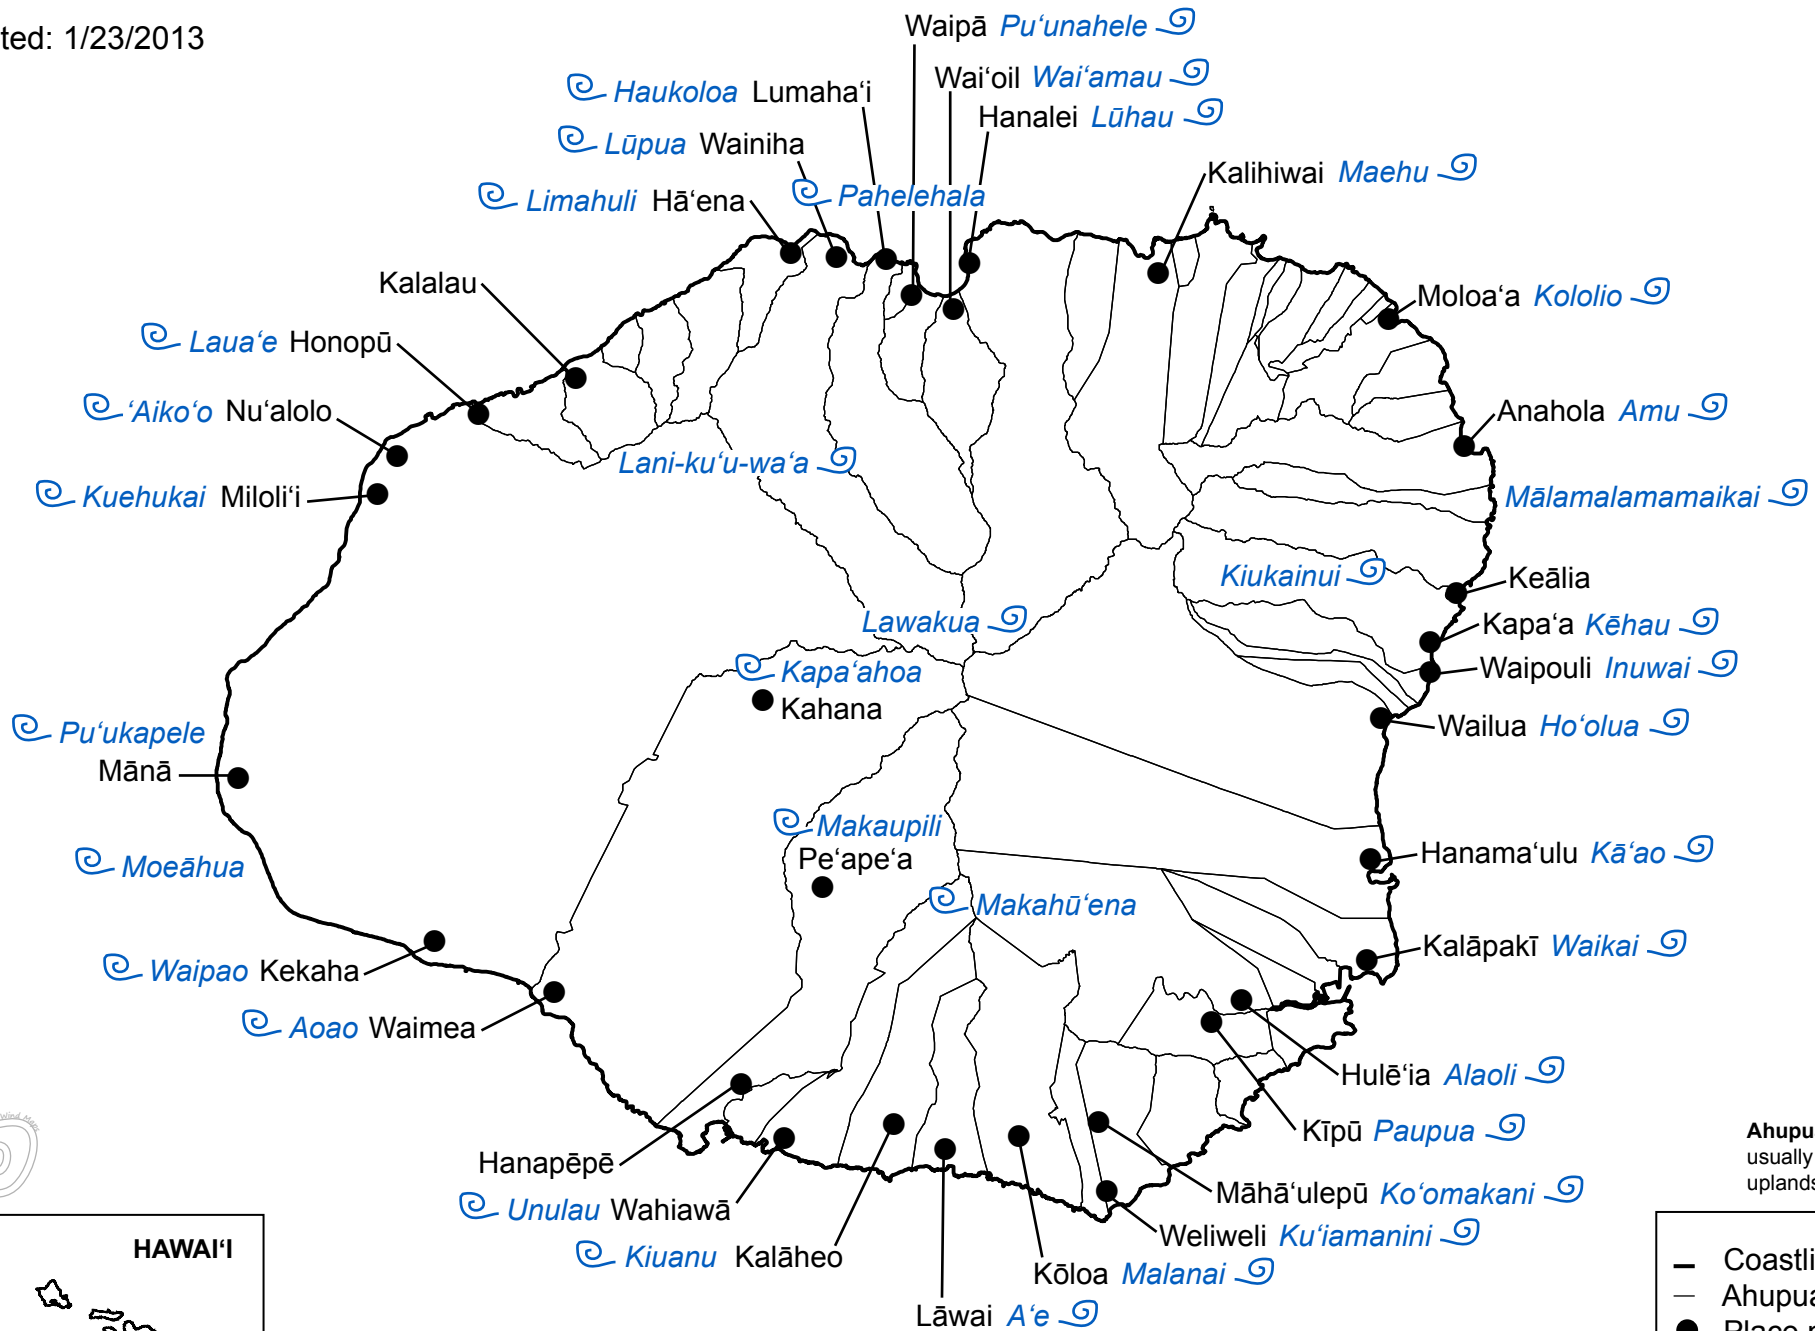 ted: 1/23/2013
Waipā Pu‘unahele
Wai‘oil Wai‘amau
Haukoloa Lumaha‘i
Hanalei Lūhau
Lūpua Wainiha
Kalihiwai Maehu
Limahuli Hā‘ena
Pahelehala
Kalalau
Moloa‘a Kololio
Laua‘e Honopū
‘Aiko‘o Nu‘alolo
Anahola Amu
Lani-ku‘u-wa‘a
Kuehukai Miloli‘i
Mālamalamamaikai
Kiukainui
Keālia
Lawakua
Kapa‘a Kēhau
Kapa‘ahoa
Waipouli Inuwai
Kahana
Wailua Ho‘olua
Pu‘ukapele
Mānā
Makaupili
Pe‘ape‘a
Hanama‘ulu Kā‘ao
Moeāhua
Makahū‘ena
Kalāpakī Waikai
Waipao Kekaha
Aoao Waimea
Hulē‘ia Alaoli
Kīpū Paupua
Hanapēpē
Māhā‘ulepū Ko‘omakani
Unulau Wahiawā
Weliweli Ku‘iamanini
Kiuanu Kalāheo
Kōloa Malanai
Lāwai A‘e
Wind Maps
Ahupu
usually
uplands
HAWAI‘I
Coastli
Ahupua
Place